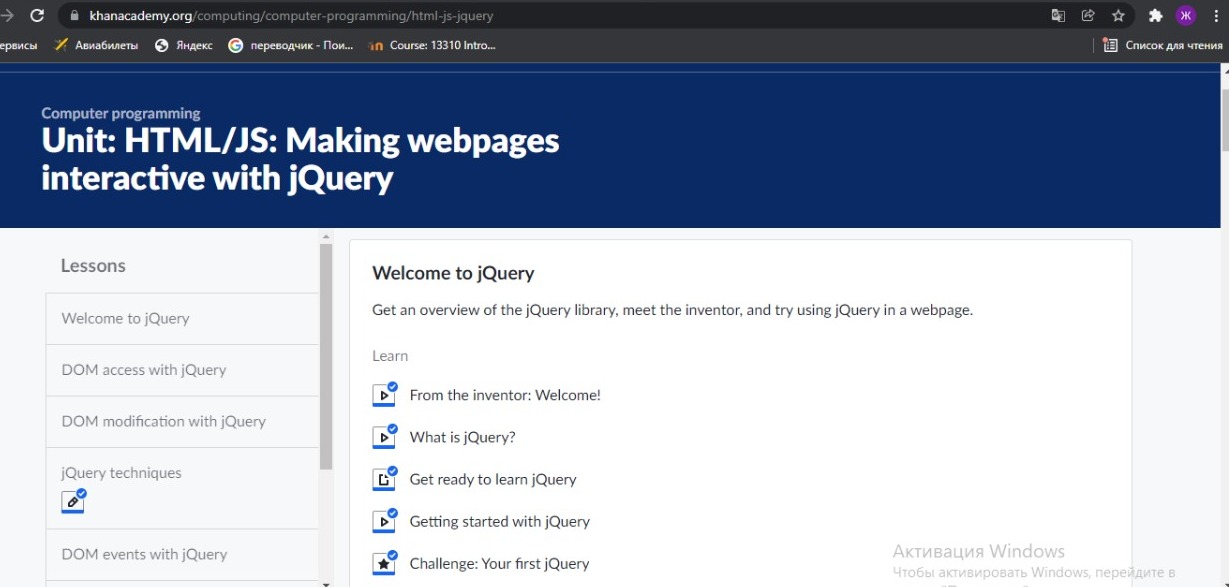 khanacademy.org/computing/computer-programming/html-js-jquery
Ж
ервисы Авиабилеты Яндекс переводчик - Пои... Course: 13310 Intro... Список для чтения
Computer programming
Unit: HTML/JS: Making webpages
interactive with jQuery
Lessons
Welcome to jQuery
DOM access with jQuery
DOM modification with jQuery
jQuery techniques
DOM events with jQuery
Welcome to jQuery
Get an overview of the jQuery library, meet the inventor, and try using jQuery in a webpage.
Learn
From the inventor: Welcome!
What is jQuery?
Get ready to learn jQuery
Getting started with jQuery
Challenge: Your first jQuery
Активация Windows
Чтобы активировать Windows, перейдите в